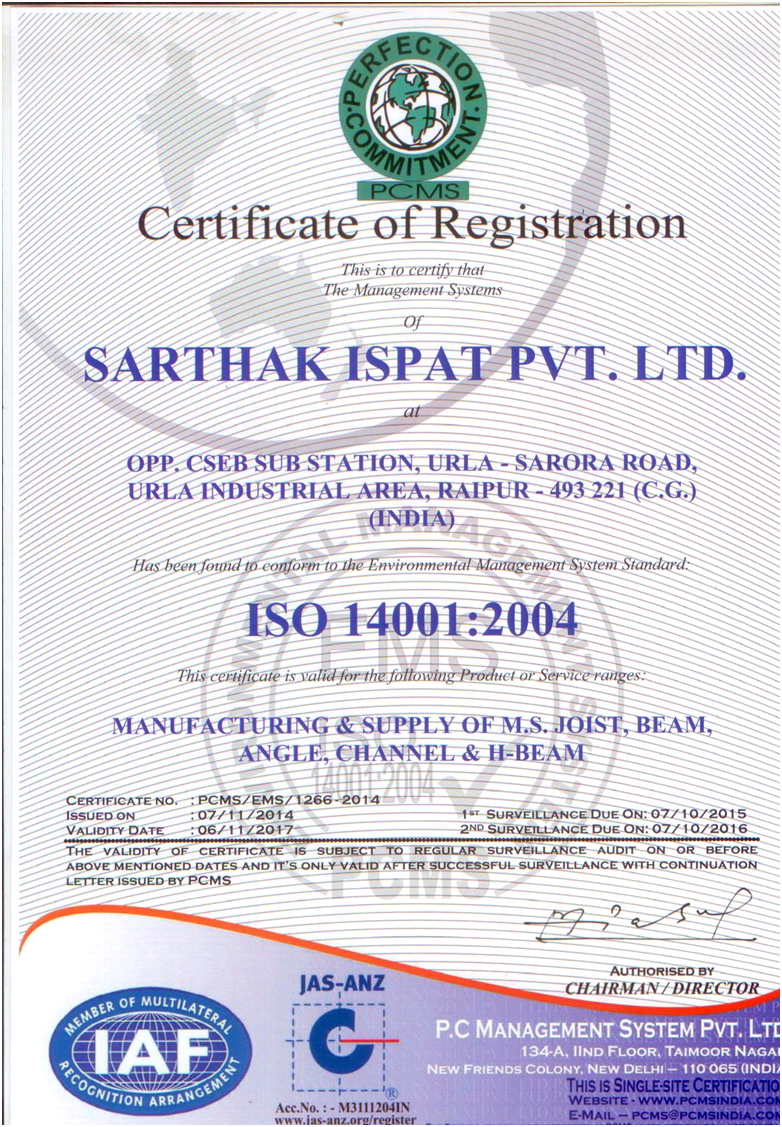 PERFECTION
COMMITMENT
PCMS
Certificate of Registration
This is to certify that
The Management Systems
Of
SARTHAK ISPAT PVT. LTD.
at
OPP. CSEB SUB STATION, URLA - SARORA ROAD,
URLA INDUSTRIAL AREA, RAIPUR - 493 221 (C.G.)
(INDIA)
Has been found to conform to the Environmental Management System Standard:
ISO 14001:2004
This certificate is valid for the following Product or Service ranges:
MANUFACTURING & SUPPLY OF M.S. JOIST, BEAM,
ANGLE, CHANNEL & H-BEAM
EMS
14001:2004
PCMS
CERTIFICATE NO. : PCMS/EMS/1266-2014
ISSUED ON : 07/11/2014 1ST SURVEILLANCE DUE ON: 07/10/2015
VALIDITY DATE : 06/11/2017 2ND SURVEILLANCE DUE ON: 07/10/2016
THE VALIDITY OF CERTIFICATE IS SUBJECT TO REGULAR SURVEILLANCE AUDIT ON OR BEFORE
ABOVE MENTIONED DATES AND IT'S ONLY VALID AFTER SUCCESSFUL SURVEILLANCE WITH CONTINUATION
LETTER ISSUED BY PCMS
AUTHORISED BY
CHAIRMAN / DIRECTOR
MEMBER OF MULTILATERAL
IAF
RECOGNITION ARRANGEMENT
JAS-ANZ
®
Acc.No. : - M3111204IN
www.jas-anz.org/register
P.C MANAGEMENT SYSTEM PVT. LTD
134-A, IIND FLOOR, TAIMOOR NAGA
NEW FRIENDS COLONY, NEW DELHI – 110 065 (INDIA
THIS IS SINGLE-SITE CERTIFICATIO
WEBSITE - WWW.PCMSINDIA.COM
E-MAIL – PCMS@PCMSINDIA.COM